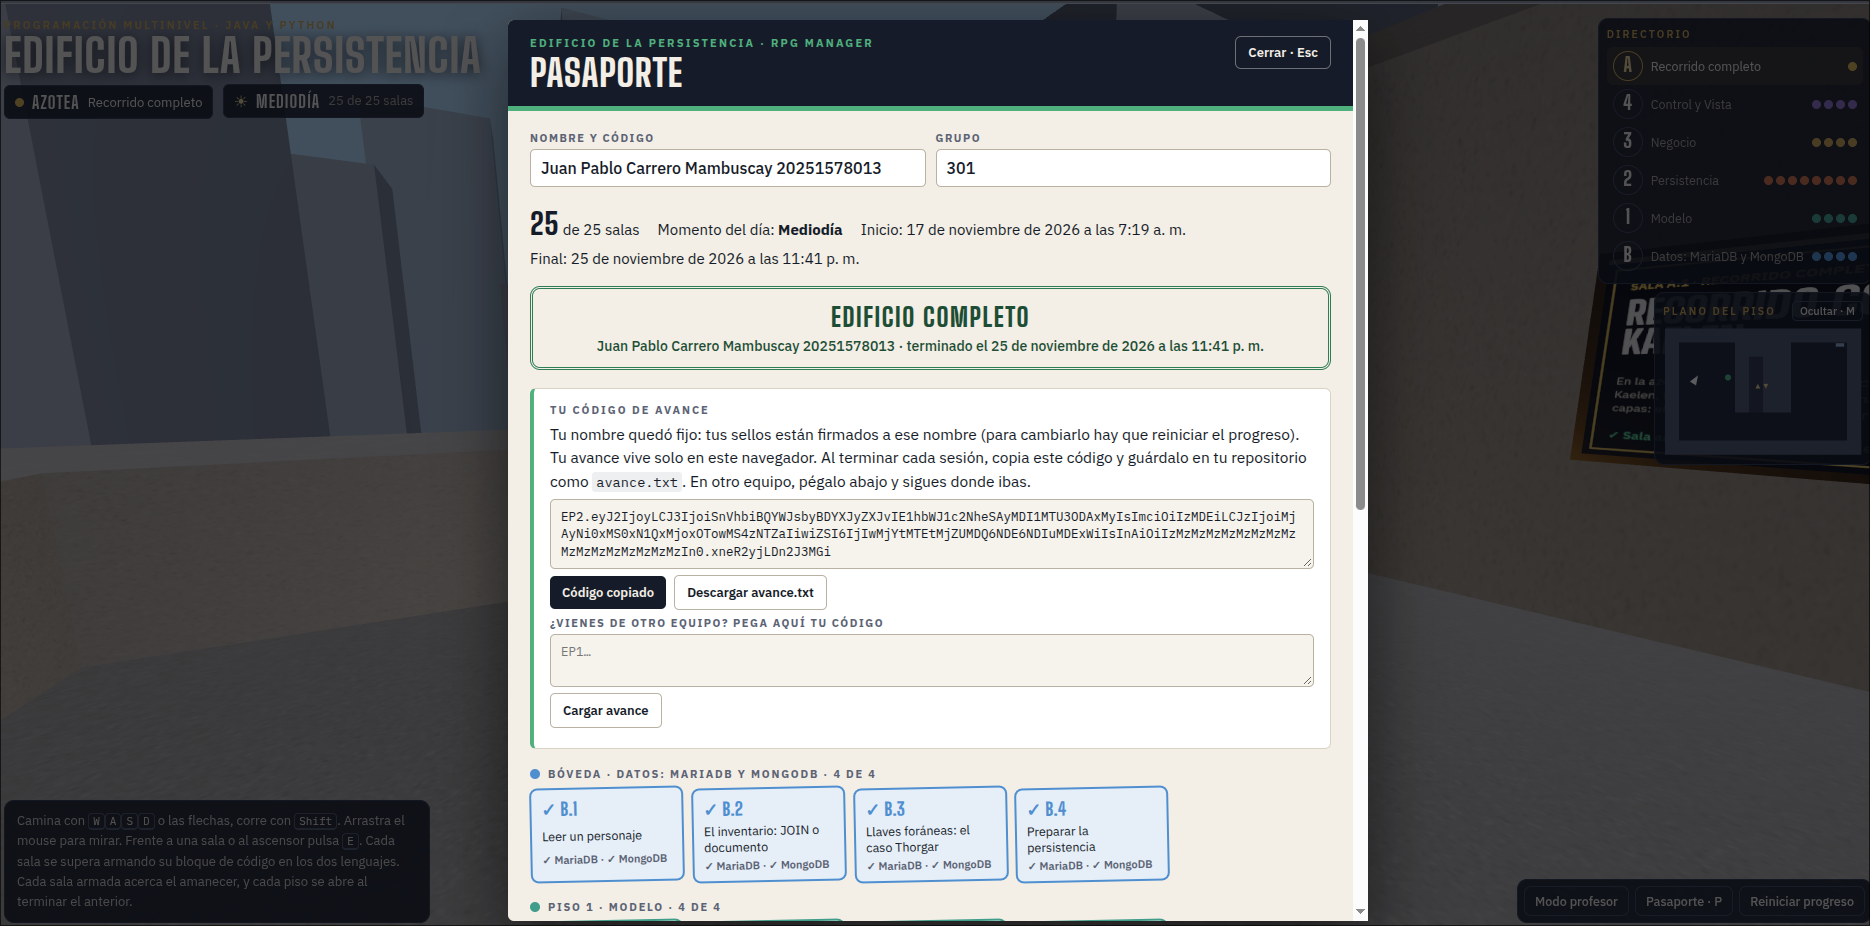 PROGRAMACIÓN MULTINIVEL · JAVA Y PYTHON
EDIFICIO DE LA PERSISTENCIA
AZOTEA Recorrido completo
☀ MEDIODÍA 25 de 25 salas
EDIFICIO DE LA PERSISTENCIA · RPG MANAGER
PASAPORTE
Cerrar · Esc
NOMBRE Y CÓDIGO
Juan Pablo Carrero Mambuscay 20251578013
GRUPO
301
25 de 25 salas Momento del día: Mediodía Inicio: 17 de noviembre de 2026 a las 7:19 a. m.
Final: 25 de noviembre de 2026 a las 11:41 p. m.
EDIFICIO COMPLETO
Juan Pablo Carrero Mambuscay 20251578013 · terminado el 25 de noviembre de 2026 a las 11:41 p. m.
TU CÓDIGO DE AVANCE
Tu nombre quedó fijo: tus sellos están firmados a ese nombre (para cambiarlo hay que reiniciar el progreso).
Tu avance vive solo en este navegador. Al terminar cada sesión, copia este código y guárdalo en tu repositorio
como avance.txt. En otro equipo, pégalo abajo y sigues donde ibas.
EP2.eyJ2IjoyLCJ3IjoiSnVhbiBQYWJsbyBDYXJyZXJvIE1hbWJ1c2NheSAyMDI1MTU3ODAxMyIsImciOiIzMDEiLCJzIjoiMj
AyNi0xMS0xN1QxMjoxOTowMS4zNTZaIiwiZSI6IjIwMjYtMTEtMjZUMDQ6NDE6NDIuMDExWiIsInAiOiIzMzMzMzMzMzMzMzMz
MzMzMzMzMzMzMzMzIn0.xneR2yjLDn2J3MGi
Código copiado
Descargar avance.txt
¿VIENES DE OTRO EQUIPO? PEGA AQUÍ TU CÓDIGO
EP1…
Cargar avance
BÓVEDA · DATOS: MARIADB Y MONGODB · 4 DE 4
✓ B.1
Leer un personaje
✓ MariaDB · ✓ MongoDB
✓ B.2
El inventario: JOIN o
documento
✓ MariaDB · ✓ MongoDB
✓ B.3
Llaves foráneas: el
caso Thorgar
✓ MariaDB · ✓ MongoDB
✓ B.4
Preparar la
persistencia
✓ MariaDB · ✓ MongoDB
PISO 1 · MODELO · 4 DE 4
DIRECTORIO
A Recorrido completo
4 Control y Vista
3 Negocio
2 Persistencia
1 Modelo
B Datos: MariaDB y MongoDB
PLANO DEL PISO
Ocultar · M
En la a
Kaeler
capas:
✓ Sala
Camina con W A S D o las flechas, corre con Shift. Arrastra el
mouse para mirar. Frente a una sala o al ascensor pulsa E. Cada
sala se supera armando su bloque de código en los dos lenguajes.
Cada sala armada acerca el amanecer, y cada piso se abre al
terminar el anterior.
Modo profesor
Pasaporte · P
Reiniciar progreso